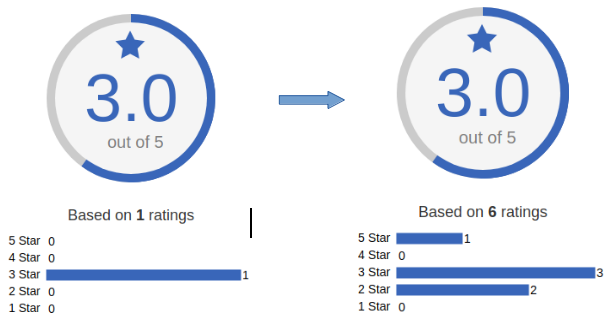 3.0
out of 5
Based on 1 ratings
5 Star 0
4 Star 0
3 Star 1
2 Star 0
1 Star 0
3.0
out of 5
Based on 6 ratings
5 Star 1
4 Star 0
3 Star 3
2 Star 2
1 Star 0